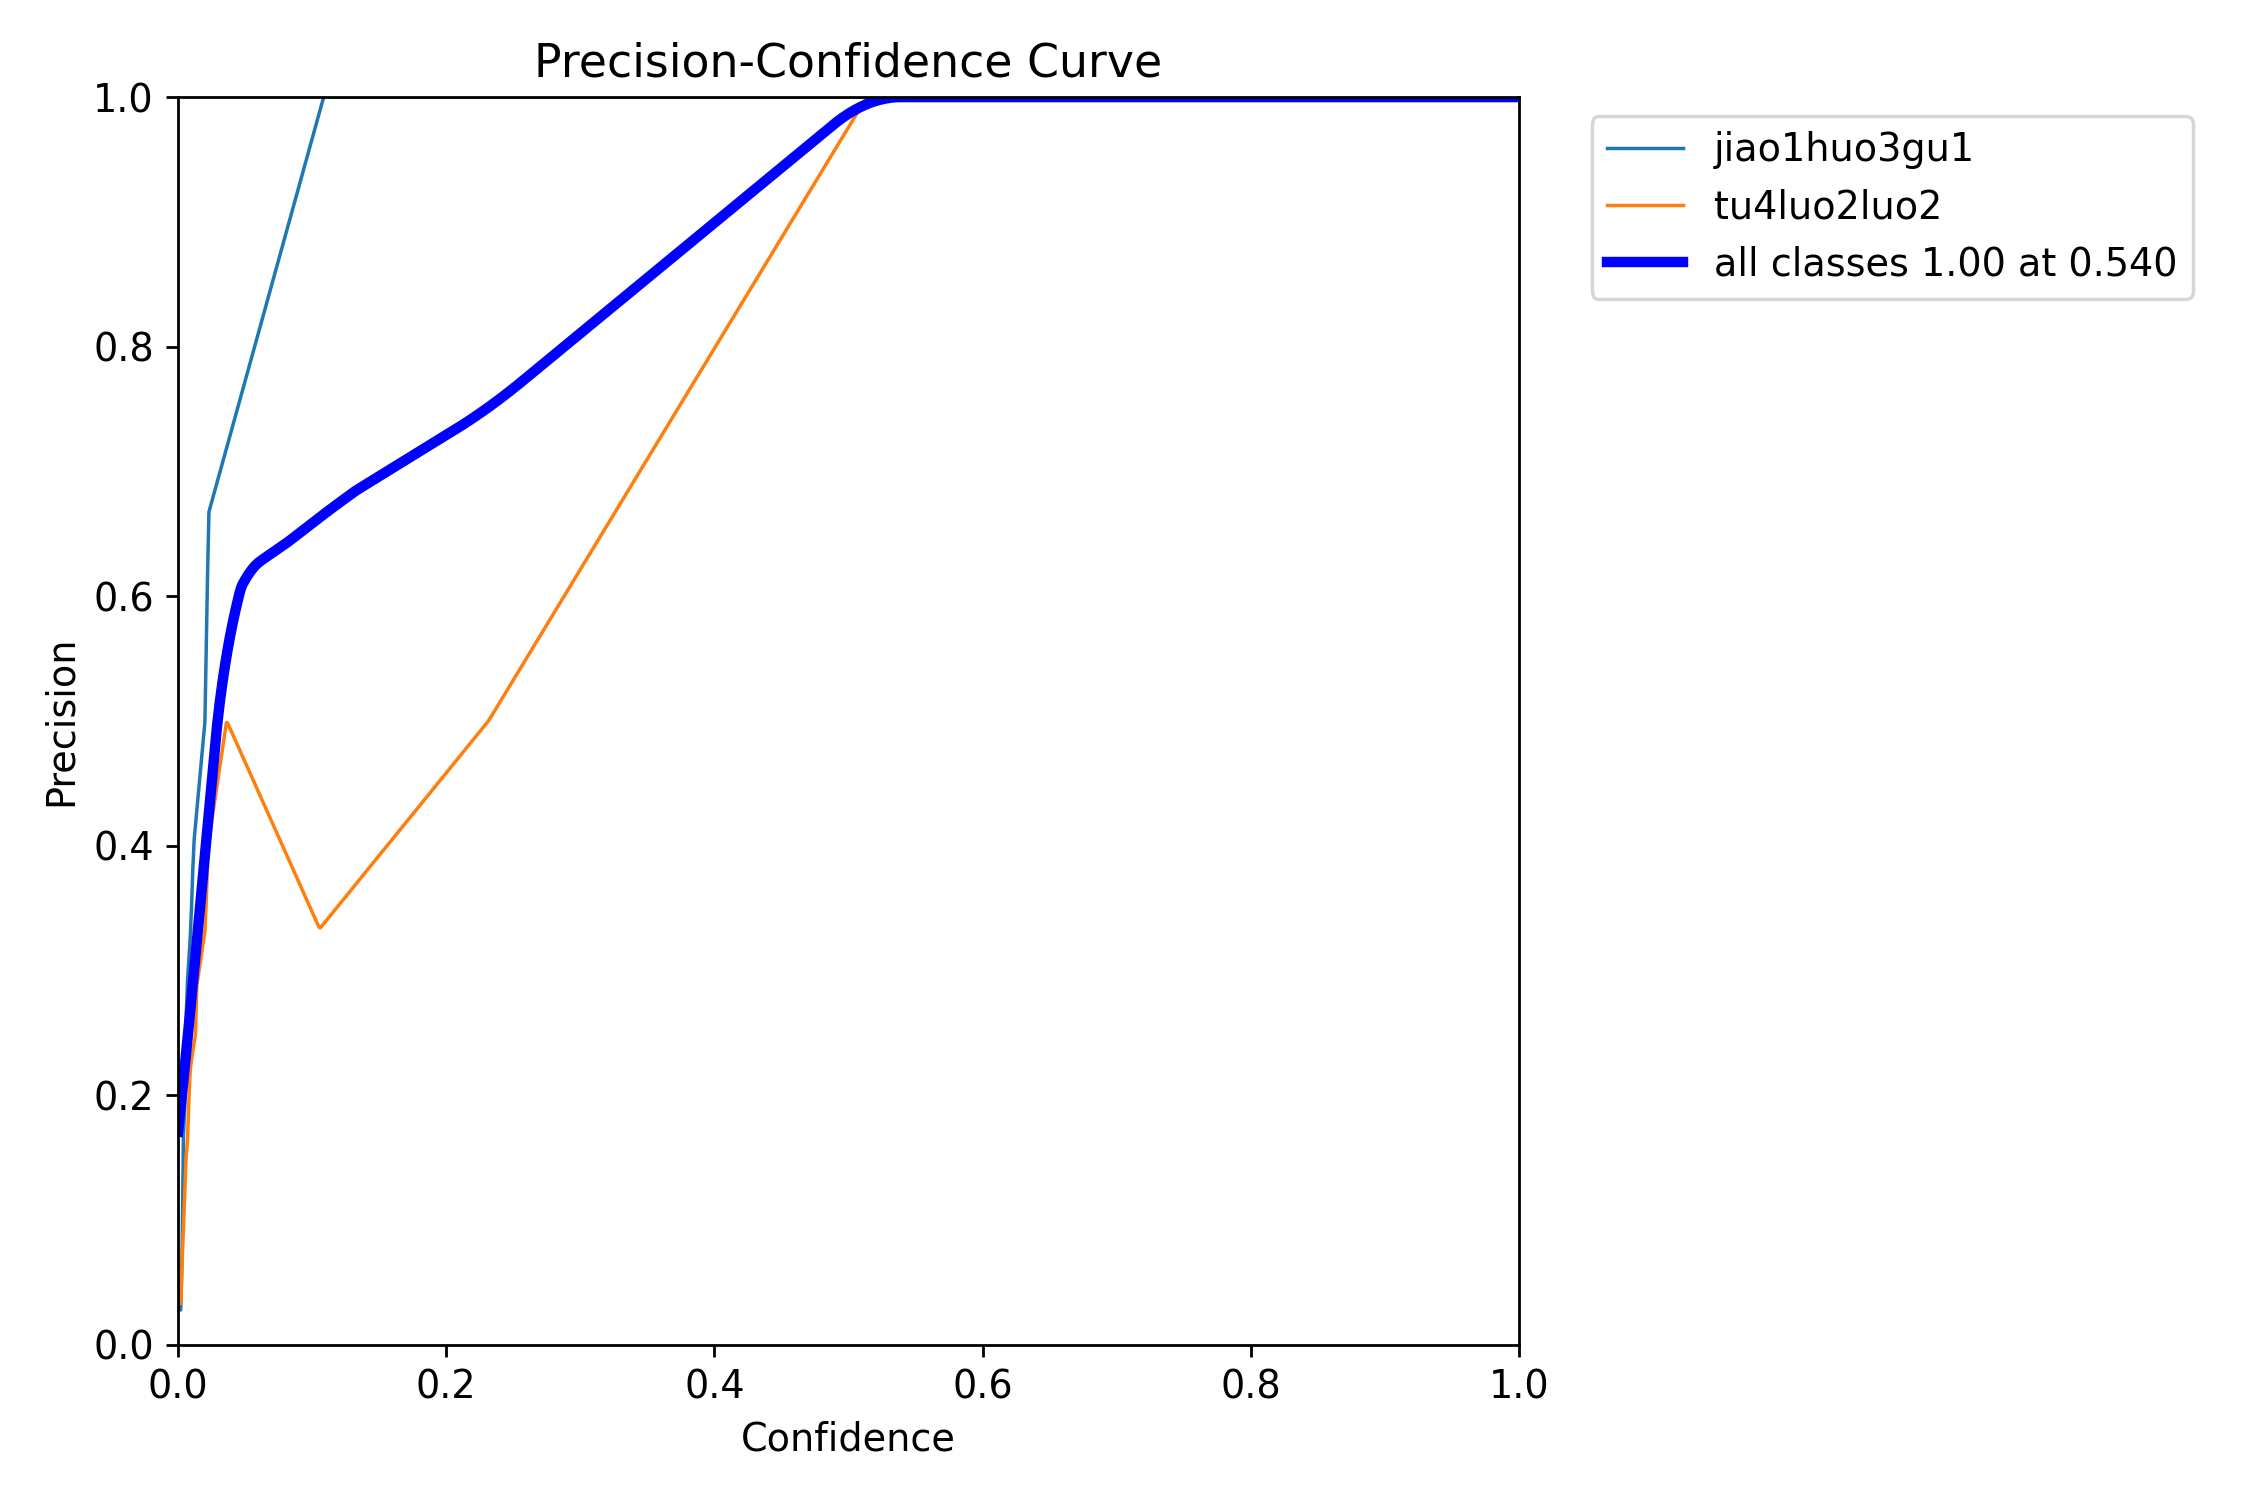 Precision-Confidence Curve
1.0
0.8
0.6
0.4
0.2
0.0
Precision
0.0 0.2 0.4 0.6 0.8 1.0
Confidence
jiao1huo3gu1
tu4luo2luo2
all classes 1.00 at 0.540